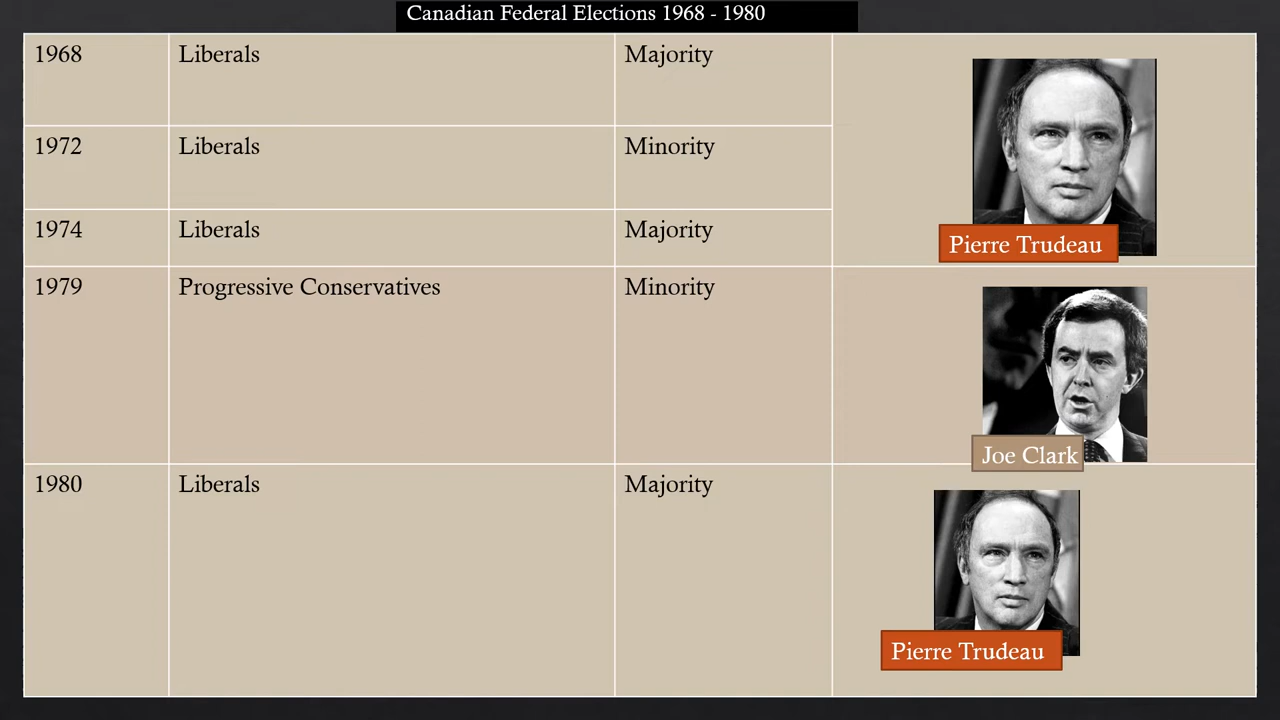 Canadian Federal Elections 1968 - 1980
1968 Liberals Majority
1972 Liberals Minority
1974 Liberals Majority
Pierre Trudeau
1979 Progressive Conservatives Minority
Joe Clark
1980 Liberals Majority
Pierre Trudeau